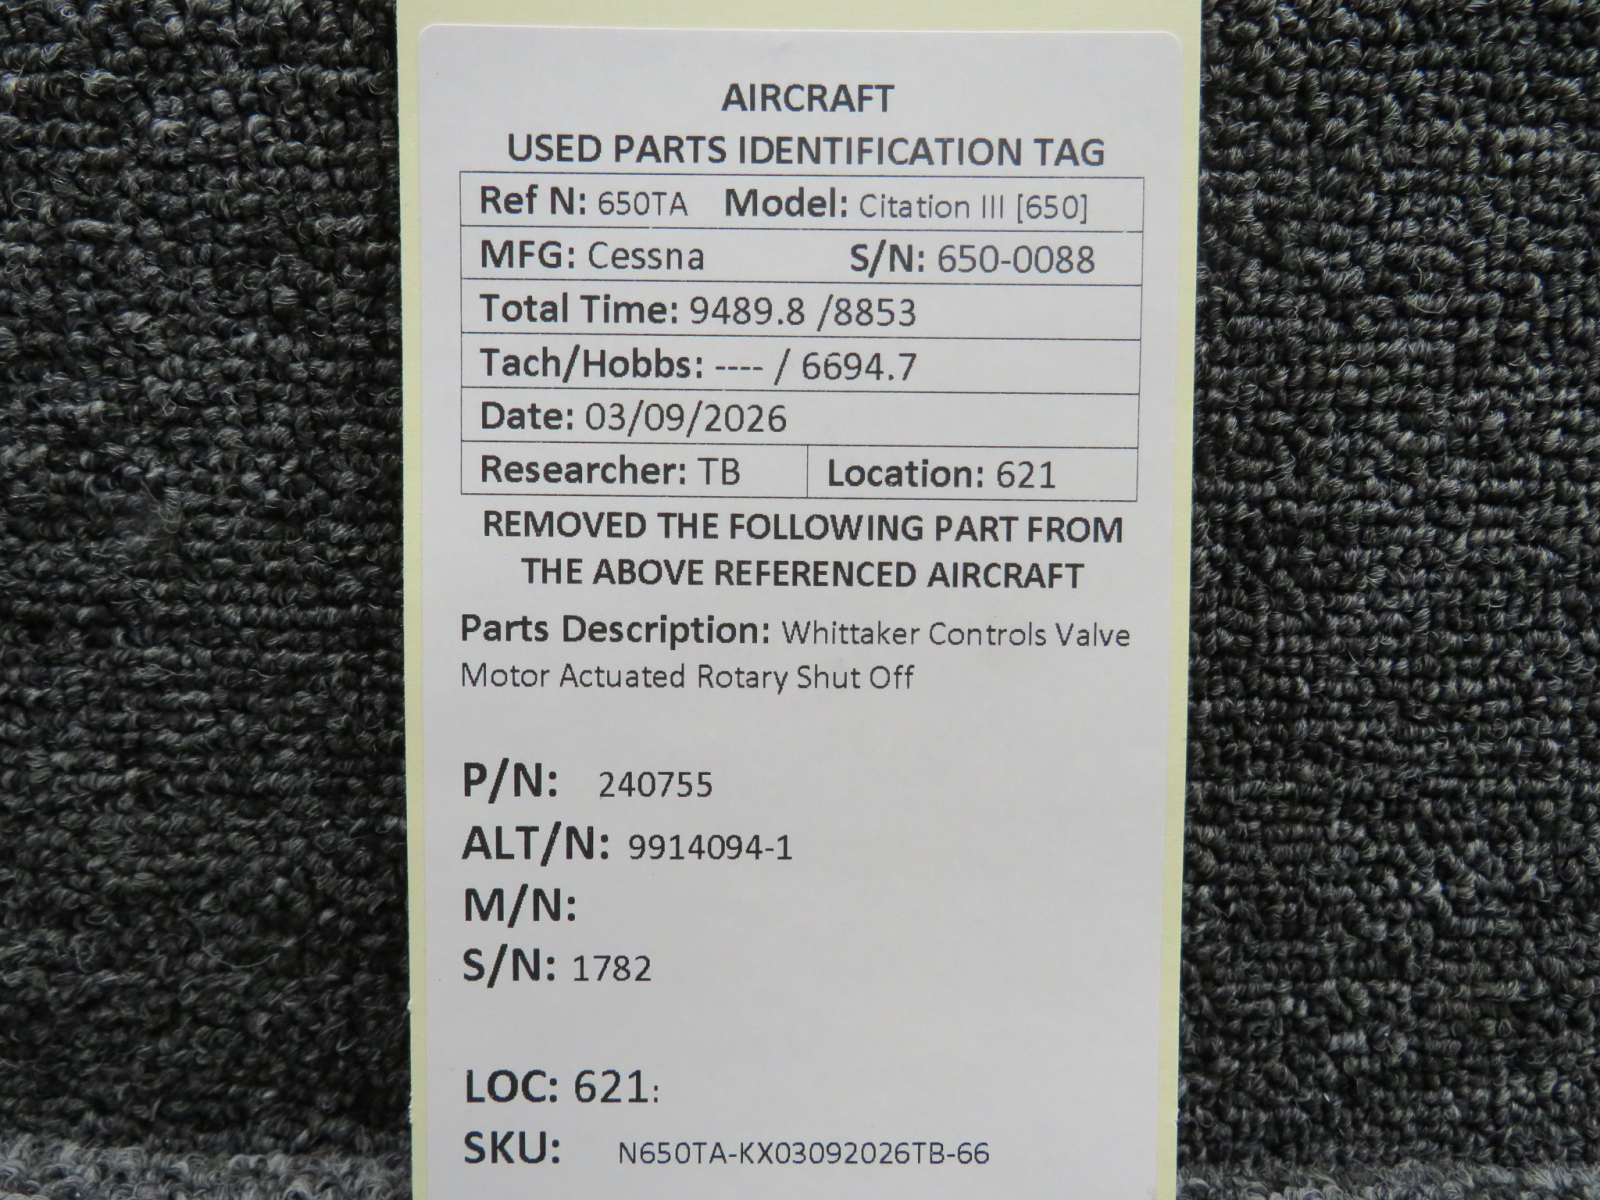 AIRCRAFT
USED PARTS IDENTIFICATION TAG
Ref N: 650TA Model: Citation III [650]
MFG: Cessna S/N: 650-0088
Total Time: 9489.8 /8853
Tach/Hobbs: ---- / 6694.7
Date: 03/09/2026
Researcher: TB Location: 621
REMOVED THE FOLLOWING PART FROM
THE ABOVE REFERENCED AIRCRAFT
Parts Description: Whittaker Controls Valve
Motor Actuated Rotary Shut Off
P/N: 240755
ALT/N: 9914094-1
M/N:
S/N: 1782
LOC: 621:
SKU: N650TA-KX03092026TB-66